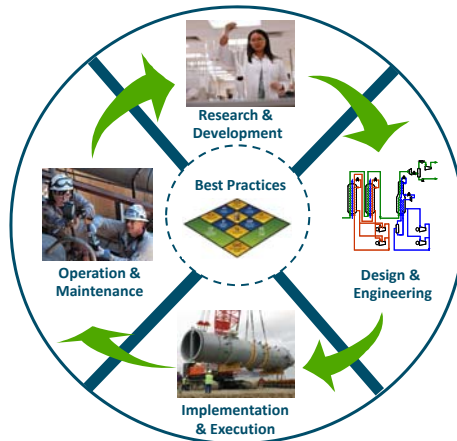 Research &
Development
Best Practices
Operation &
Maintenance
Design &
Engineering
Implementation
& Execution